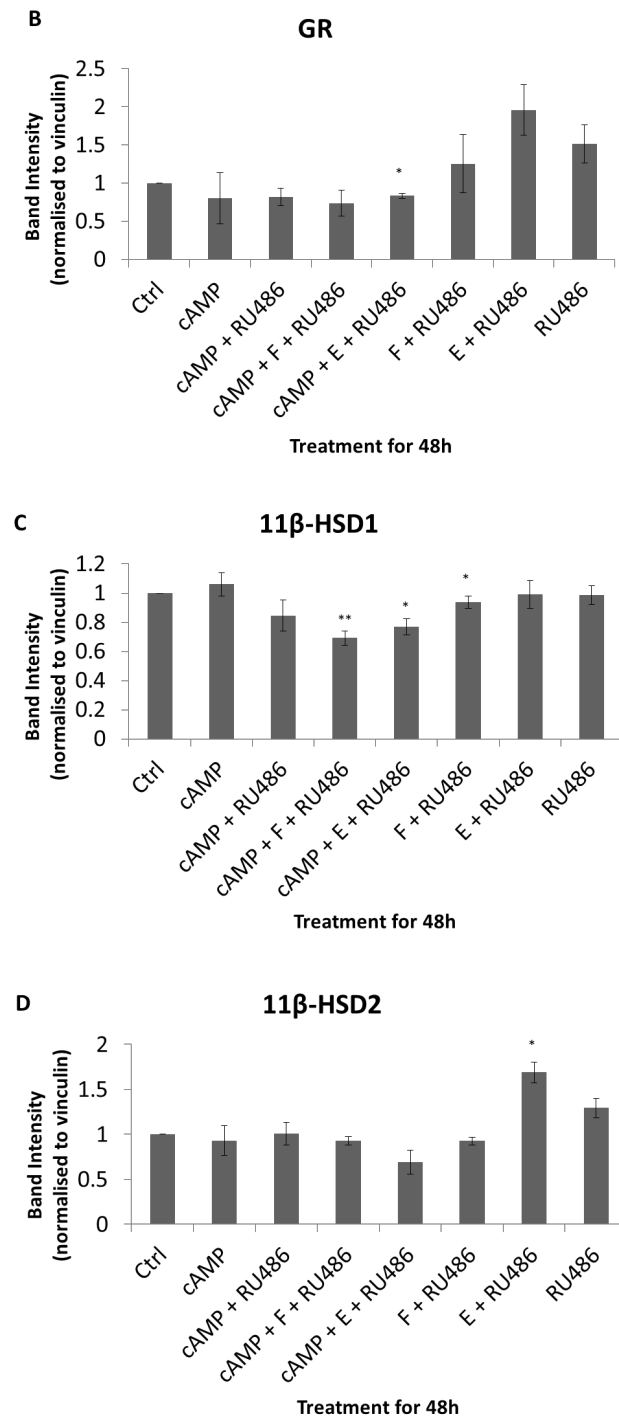 B
GR
Band Intensity
(normalised to vinculin)
2.5
2
1.5
1
0.5
0
*
Ctrl
cAMP
cAMP + RU486
cAMP + F + RU486
cAMP + E + RU486
F + RU486
E + RU486
RU486
Treatment for 48h
C
11β-HSD1
Band Intensity
(normalised to vinculin)
1.2
1
0.8
0.6
0.4
0.2
0
**
*
*
Ctrl
cAMP
cAMP + RU486
cAMP + F + RU486
cAMP + E + RU486
F + RU486
E + RU486
RU486
Treatment for 48h
D
11β-HSD2
Band Intensity
(normalised to vinculin)
2
1.5
1
0.5
0
*
Ctrl
cAMP
cAMP + RU486
cAMP + F + RU486
cAMP + E + RU486
F + RU486
E + RU486
RU486
Treatment for 48h